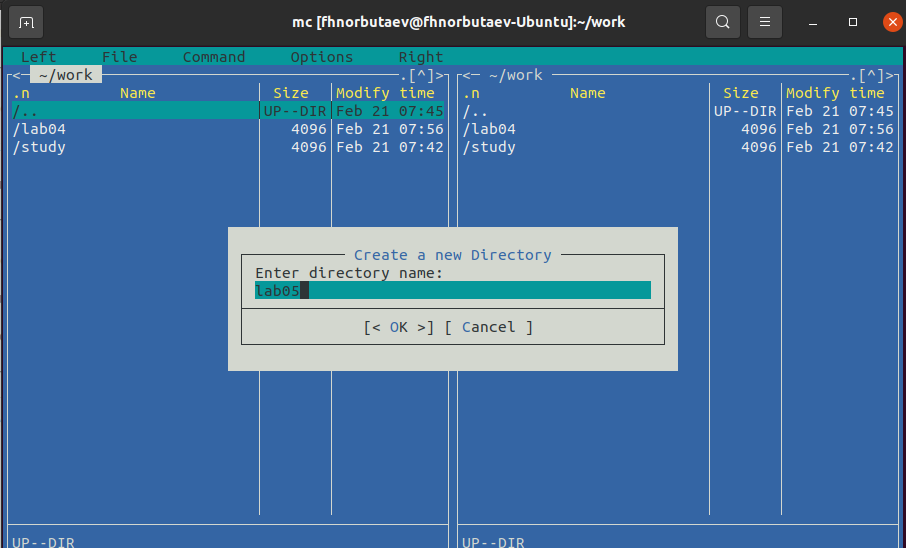 mc [fhnorbutaev@fhnorbutaev-Ubuntu]:~/work
Left File Command Options Right
<─ ~/work .[^]> <─ ~/work .[^]>
.n Name Size Modify time .n Name Size Modify time
/.. UP--DIR Feb 21 07:45 /.. UP--DIR Feb 21 07:45
/lab04 4096 Feb 21 07:56 /lab04 4096 Feb 21 07:56
/study 4096 Feb 21 07:42 /study 4096 Feb 21 07:42
Create a new Directory
Enter directory name:
lab05
[< OK >] [ Cancel ]
UP--DIR UP--DIR